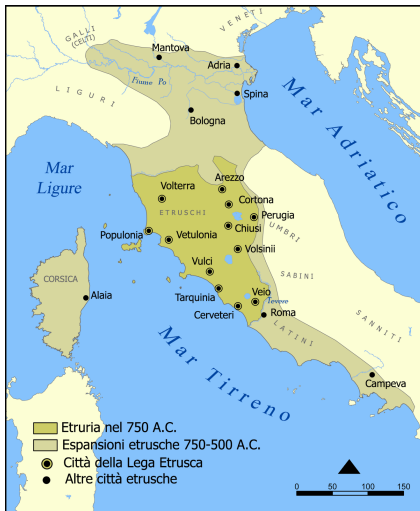 GALLI
(CELTI)
VENETI
Mantova
Adria
Fiume Po
Spina
LIGURI
Bologna
Mar Adriatico
Mar
Ligure
Arezzo
Volterra
Cortona
ETRUSCHI
Perugia
Chiusi
Populonia
Vetulonia
UMBRI
Volsinii
Vulci
SABINI
CORSICA
Alaia
Tarquinia
Veio
Tevere
Cerveteri
Roma
LATINI
SANNITI
Mar Tirreno
Campeva
Etruria nel 750 A.C.
Espansioni etrusche 750-500 A.C.
Città della Lega Etrusca
Altre città etrusche
0 50 100 150